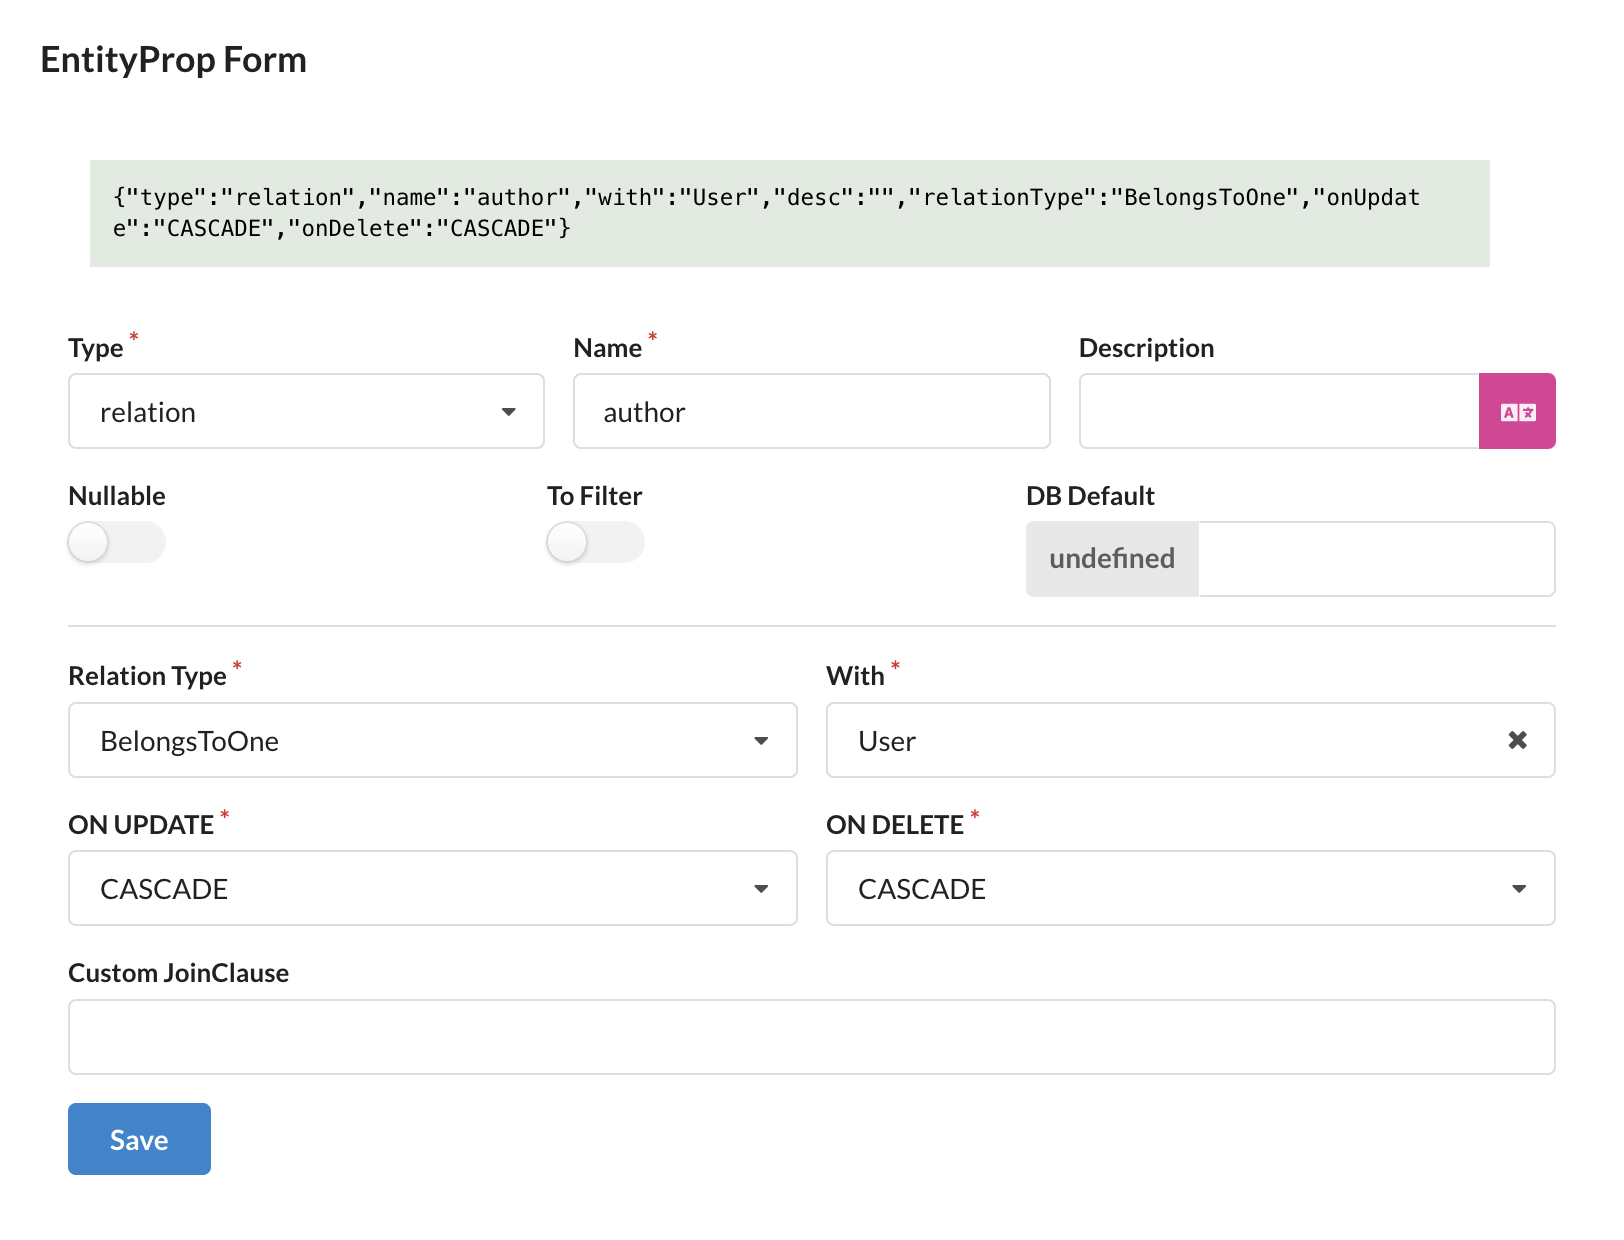 EntityProp Form
{"type":"relation","name":"author","with":"User","desc":"","relationType":"BelongsToOne","onUpdat
e":"CASCADE","onDelete":"CASCADE"}
Type * Name * Description
relation author A 文
Nullable To Filter DB Default
undefined
Relation Type * With *
BelongsToOne User
ON UPDATE * ON DELETE *
CASCADE CASCADE
Custom JoinClause
Save